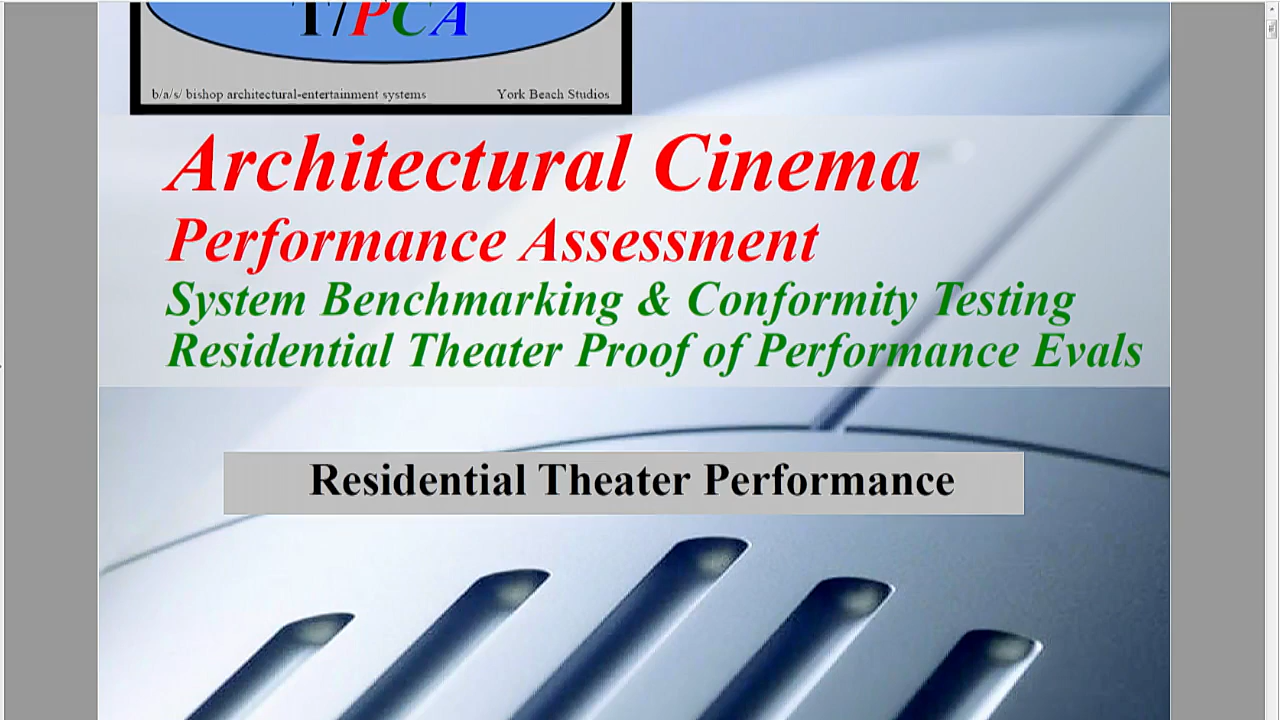 T/PCA
b/a/s/ bishop architectural-entertainment systems York Beach Studios
Architectural Cinema
Performance Assessment
System Benchmarking & Conformity Testing
Residential Theater Proof of Performance Evals
Residential Theater Performance